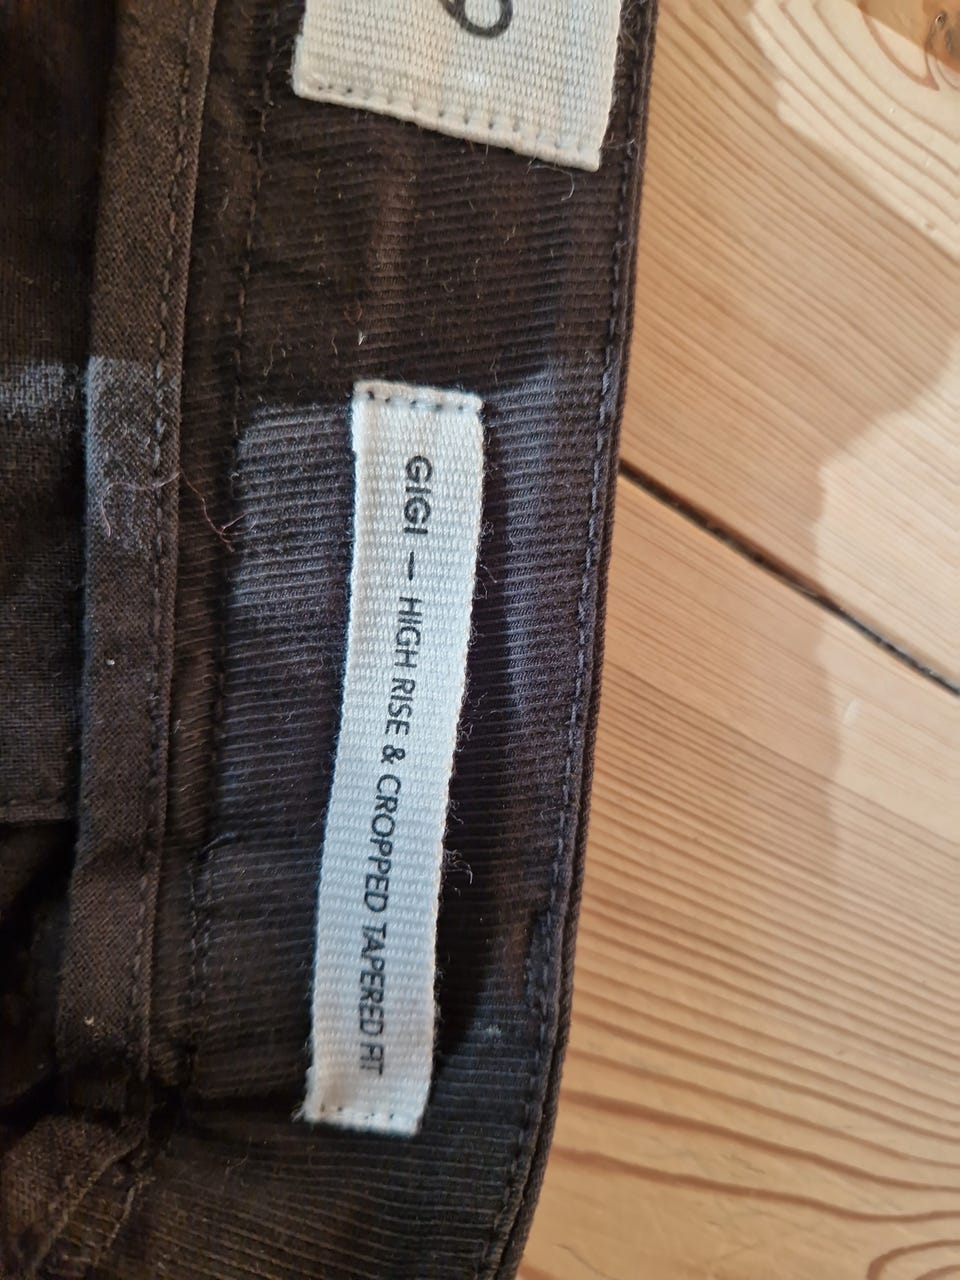 GIGI — HIGH RISE & CROPPED TAPERED FIT